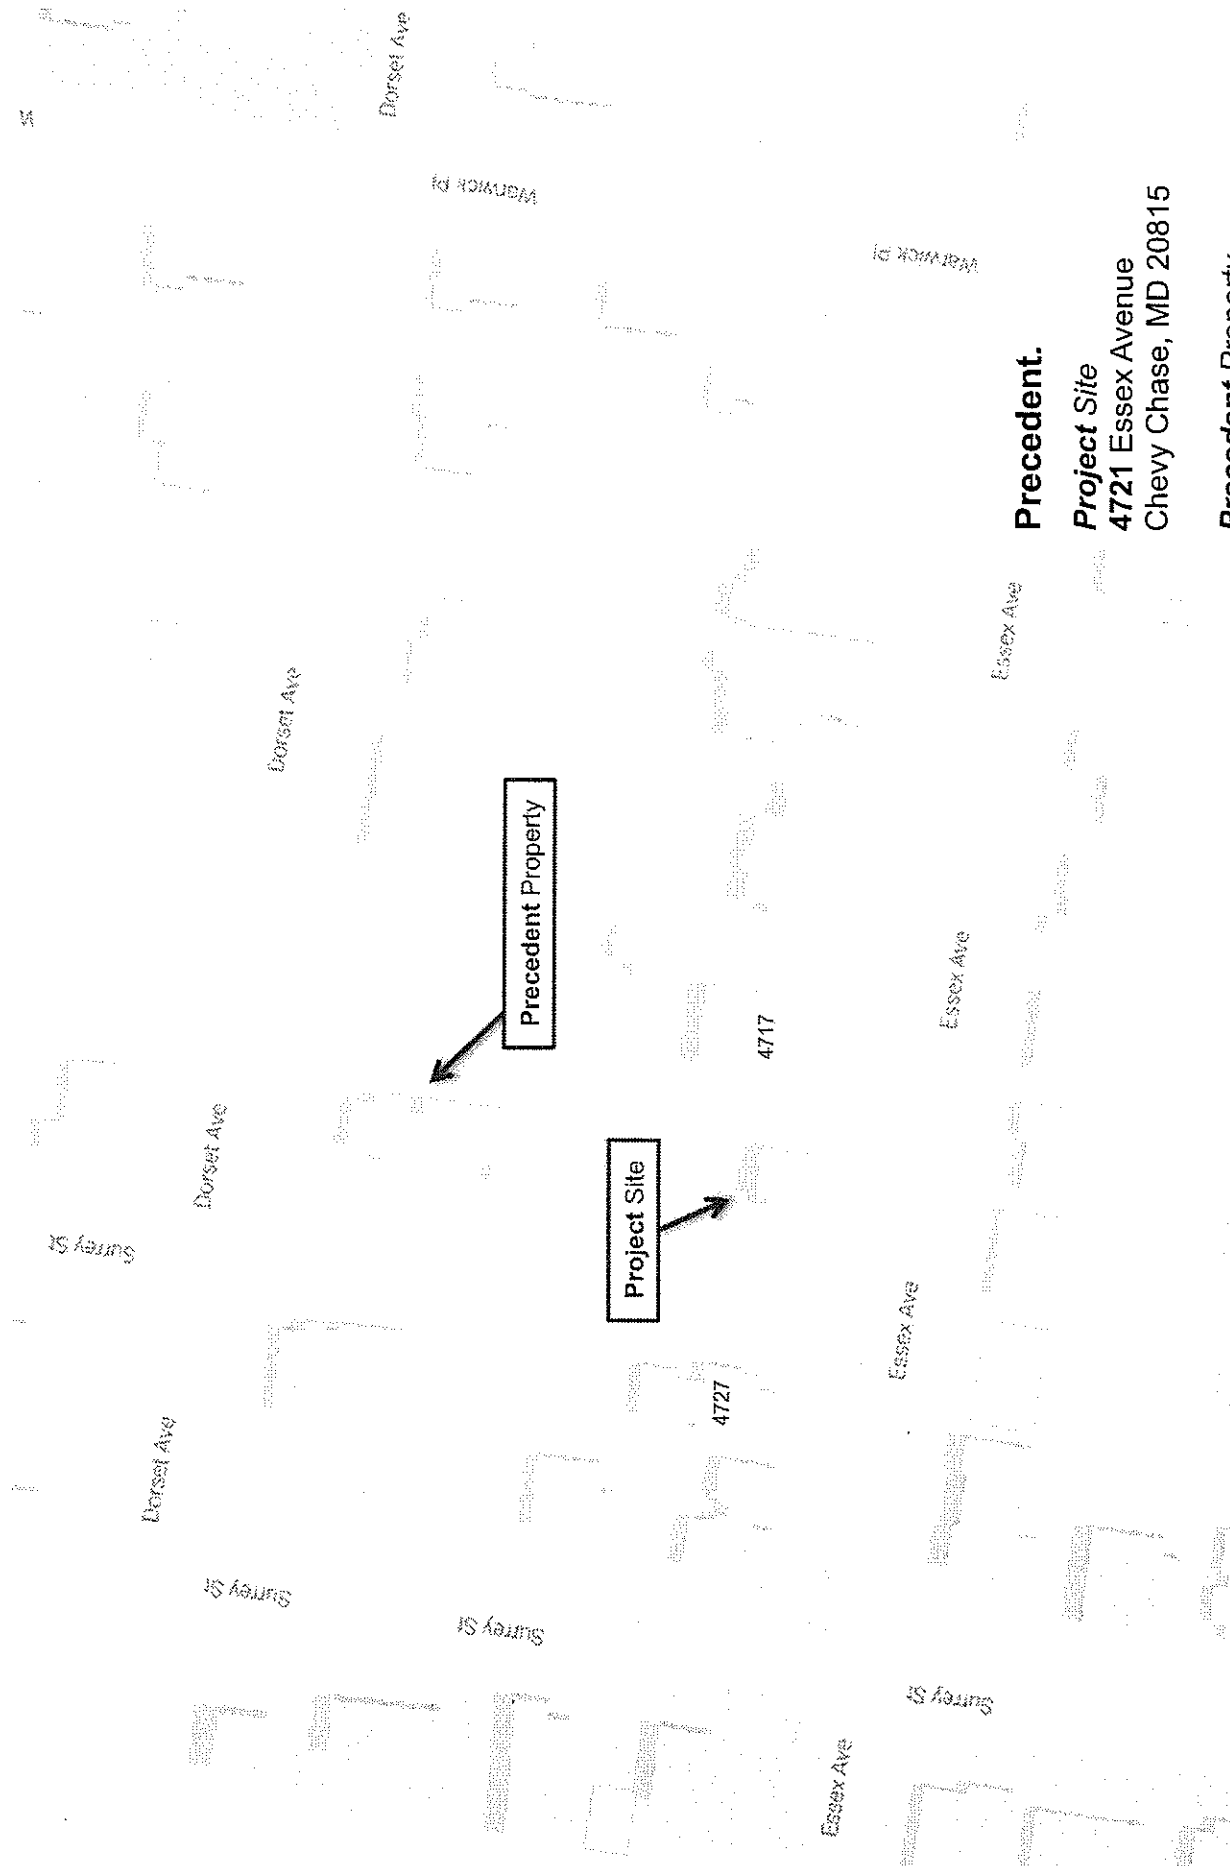 Surrey St
Dorset Ave
Dorset Ave
Surrey St
Dorset Ave
Dorset Ave
Warwick Pl
Surrey St
Precedent Property
Project Site
4727
4717
Essex Ave
Essex Ave
Warwick Pl
Surrey St
Essex Ave
Essex Ave
Precedent.
Project Site
4721 Essex Avenue
Chevy Chase, MD 20815
Precedent Property